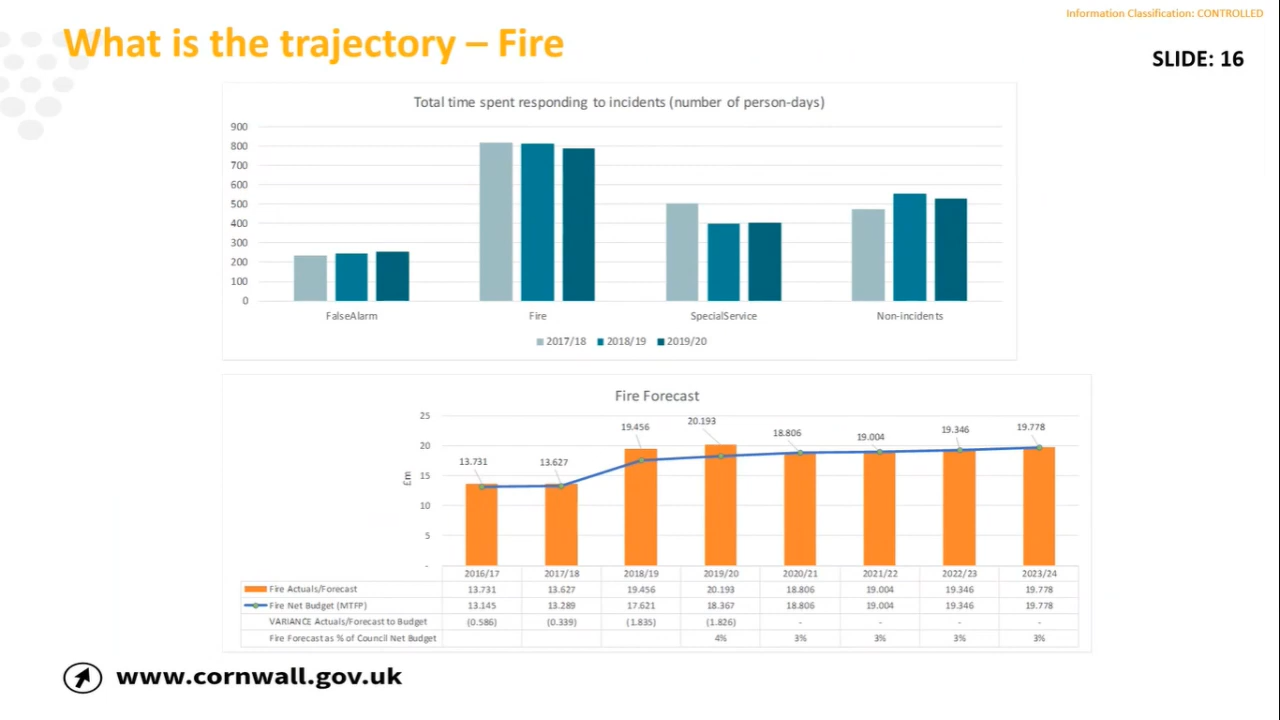 Information Classification: CONTROLLED
What is the trajectory – Fire
SLIDE: 16
Total time spent responding to incidents (number of person-days)
900
800
700
600
500
400
300
200
100
0
FalseAlarm Fire SpecialService Non-incidents
2017/18 2018/19 2019/20
Fire Forecast
£m
25
20
15
10
5
-
13.731 13.627 19.456 20.193 18.806 19.004 19.346 19.778
2016/17 2017/18 2018/19 2019/20 2020/21 2021/22 2022/23 2023/24
Fire Actuals/Forecast 13.731 13.627 19.456 20.193 18.806 19.004 19.346 19.778
Fire Net Budget (MTFP) 13.145 13.289 17.621 18.367 18.806 19.004 19.346 19.778
VARIANCE Actuals/Forecast to Budget (0.586) (0.339) (1.835) (1.826) - - - -
Fire Forecast as % of Council Net Budget 4% 3% 3% 3% 3%
www.cornwall.gov.uk